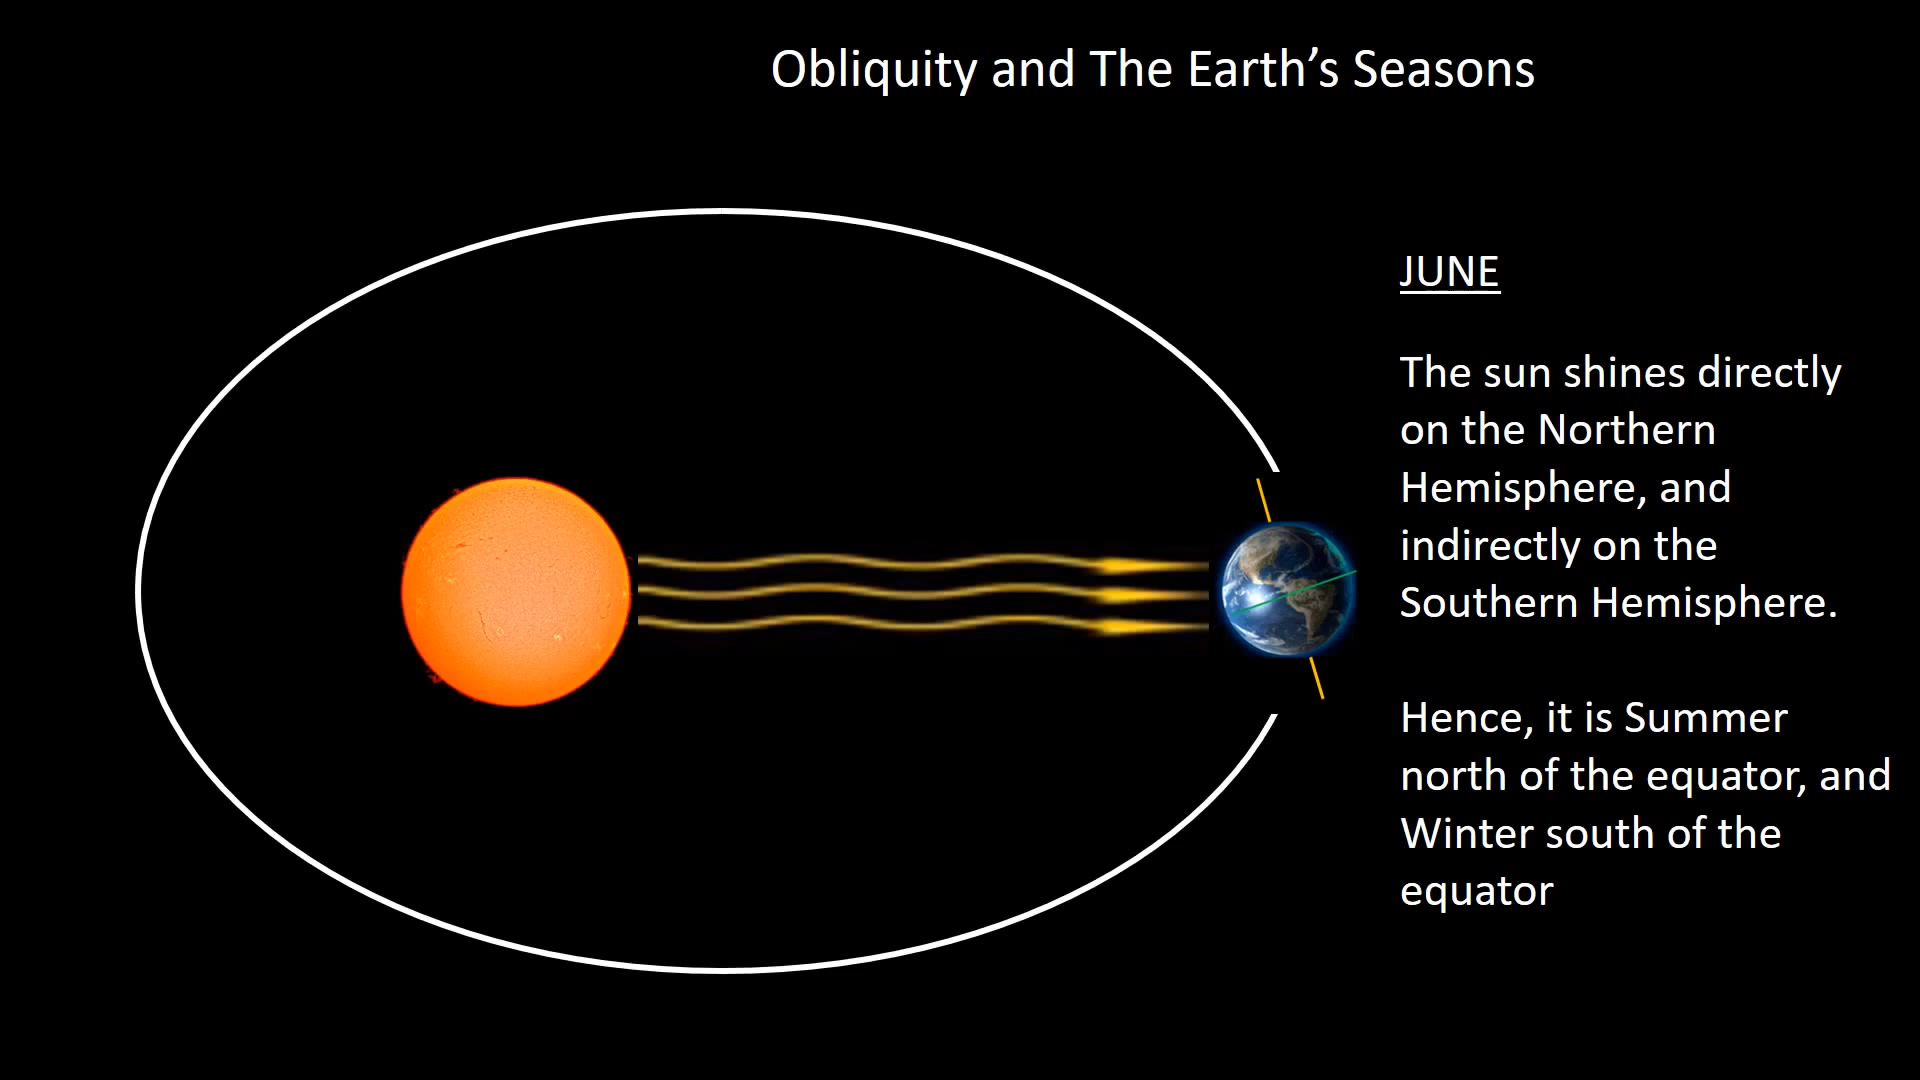 Obliquity and The Earth’s Seasons
JUNE
The sun shines directly
on the Northern
Hemisphere, and
indirectly on the
Southern Hemisphere.
Hence, it is Summer
north of the equator, and
Winter south of the
equator